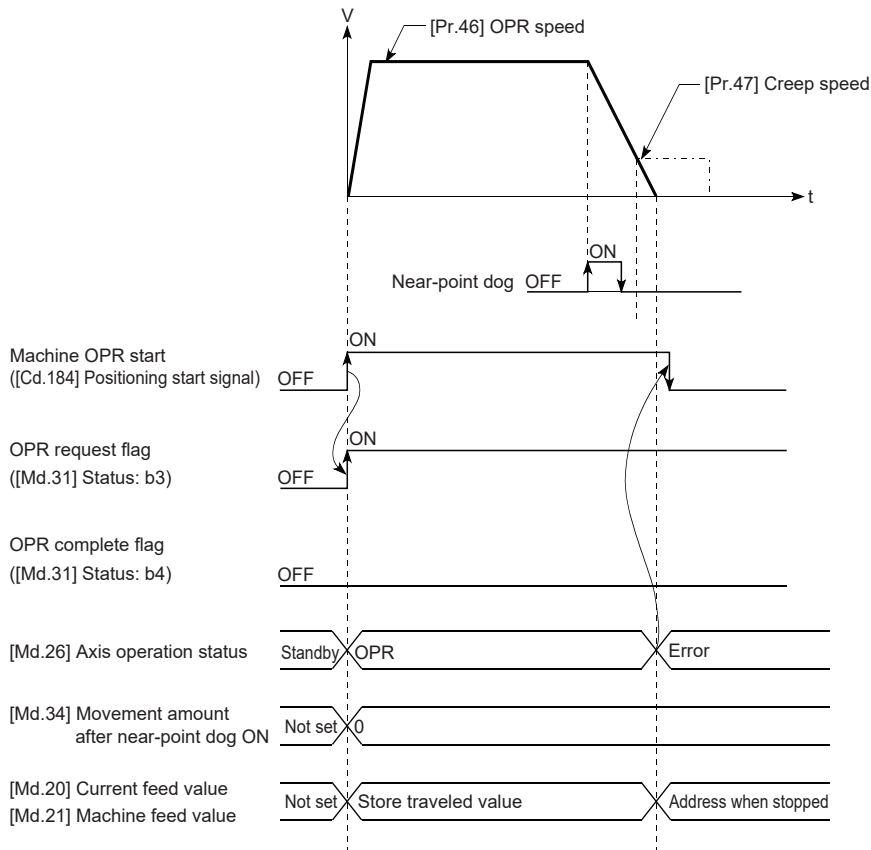 V
[Pr.46] OPR speed
[Pr.47] Creep speed
t
ON
Near-point dog OFF
ON
Machine OPR start
([Cd.184] Positioning start signal) OFF
ON
OPR request flag
([Md.31] Status: b3) OFF
OPR complete flag
([Md.31] Status: b4) OFF
[Md.26] Axis operation status Standby OPR Error
[Md.34] Movement amount
after near-point dog ON Not set 0
[Md.20] Current feed value
[Md.21] Machine feed value Not set Store traveled value Address when stopped